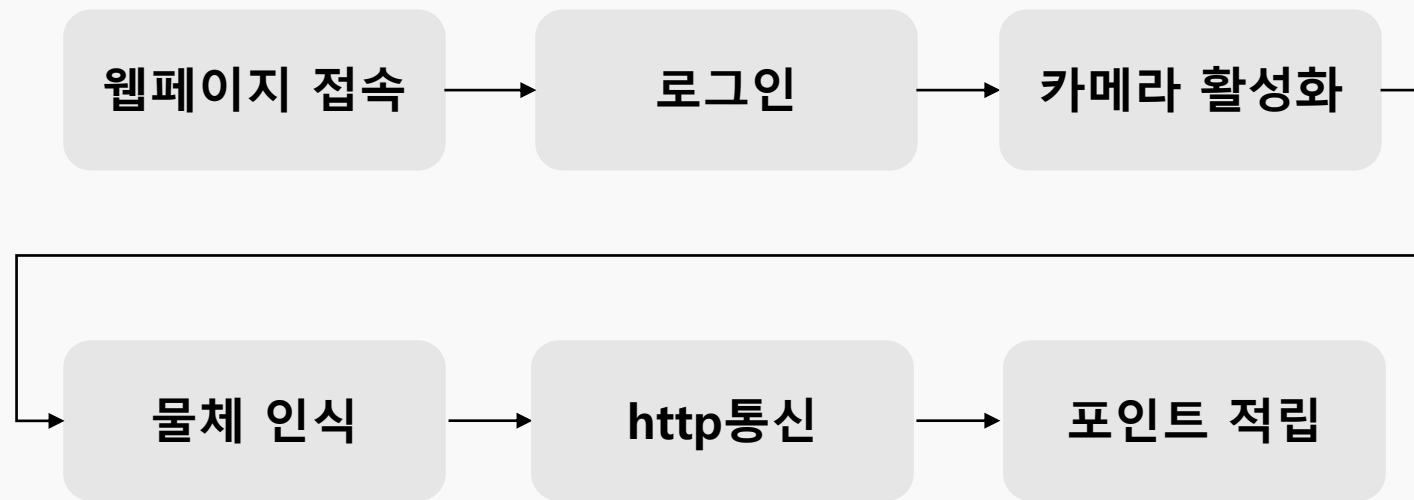 웹페이지 접속
로그인
카메라 활성화
물체 인식
http통신
포인트 적립